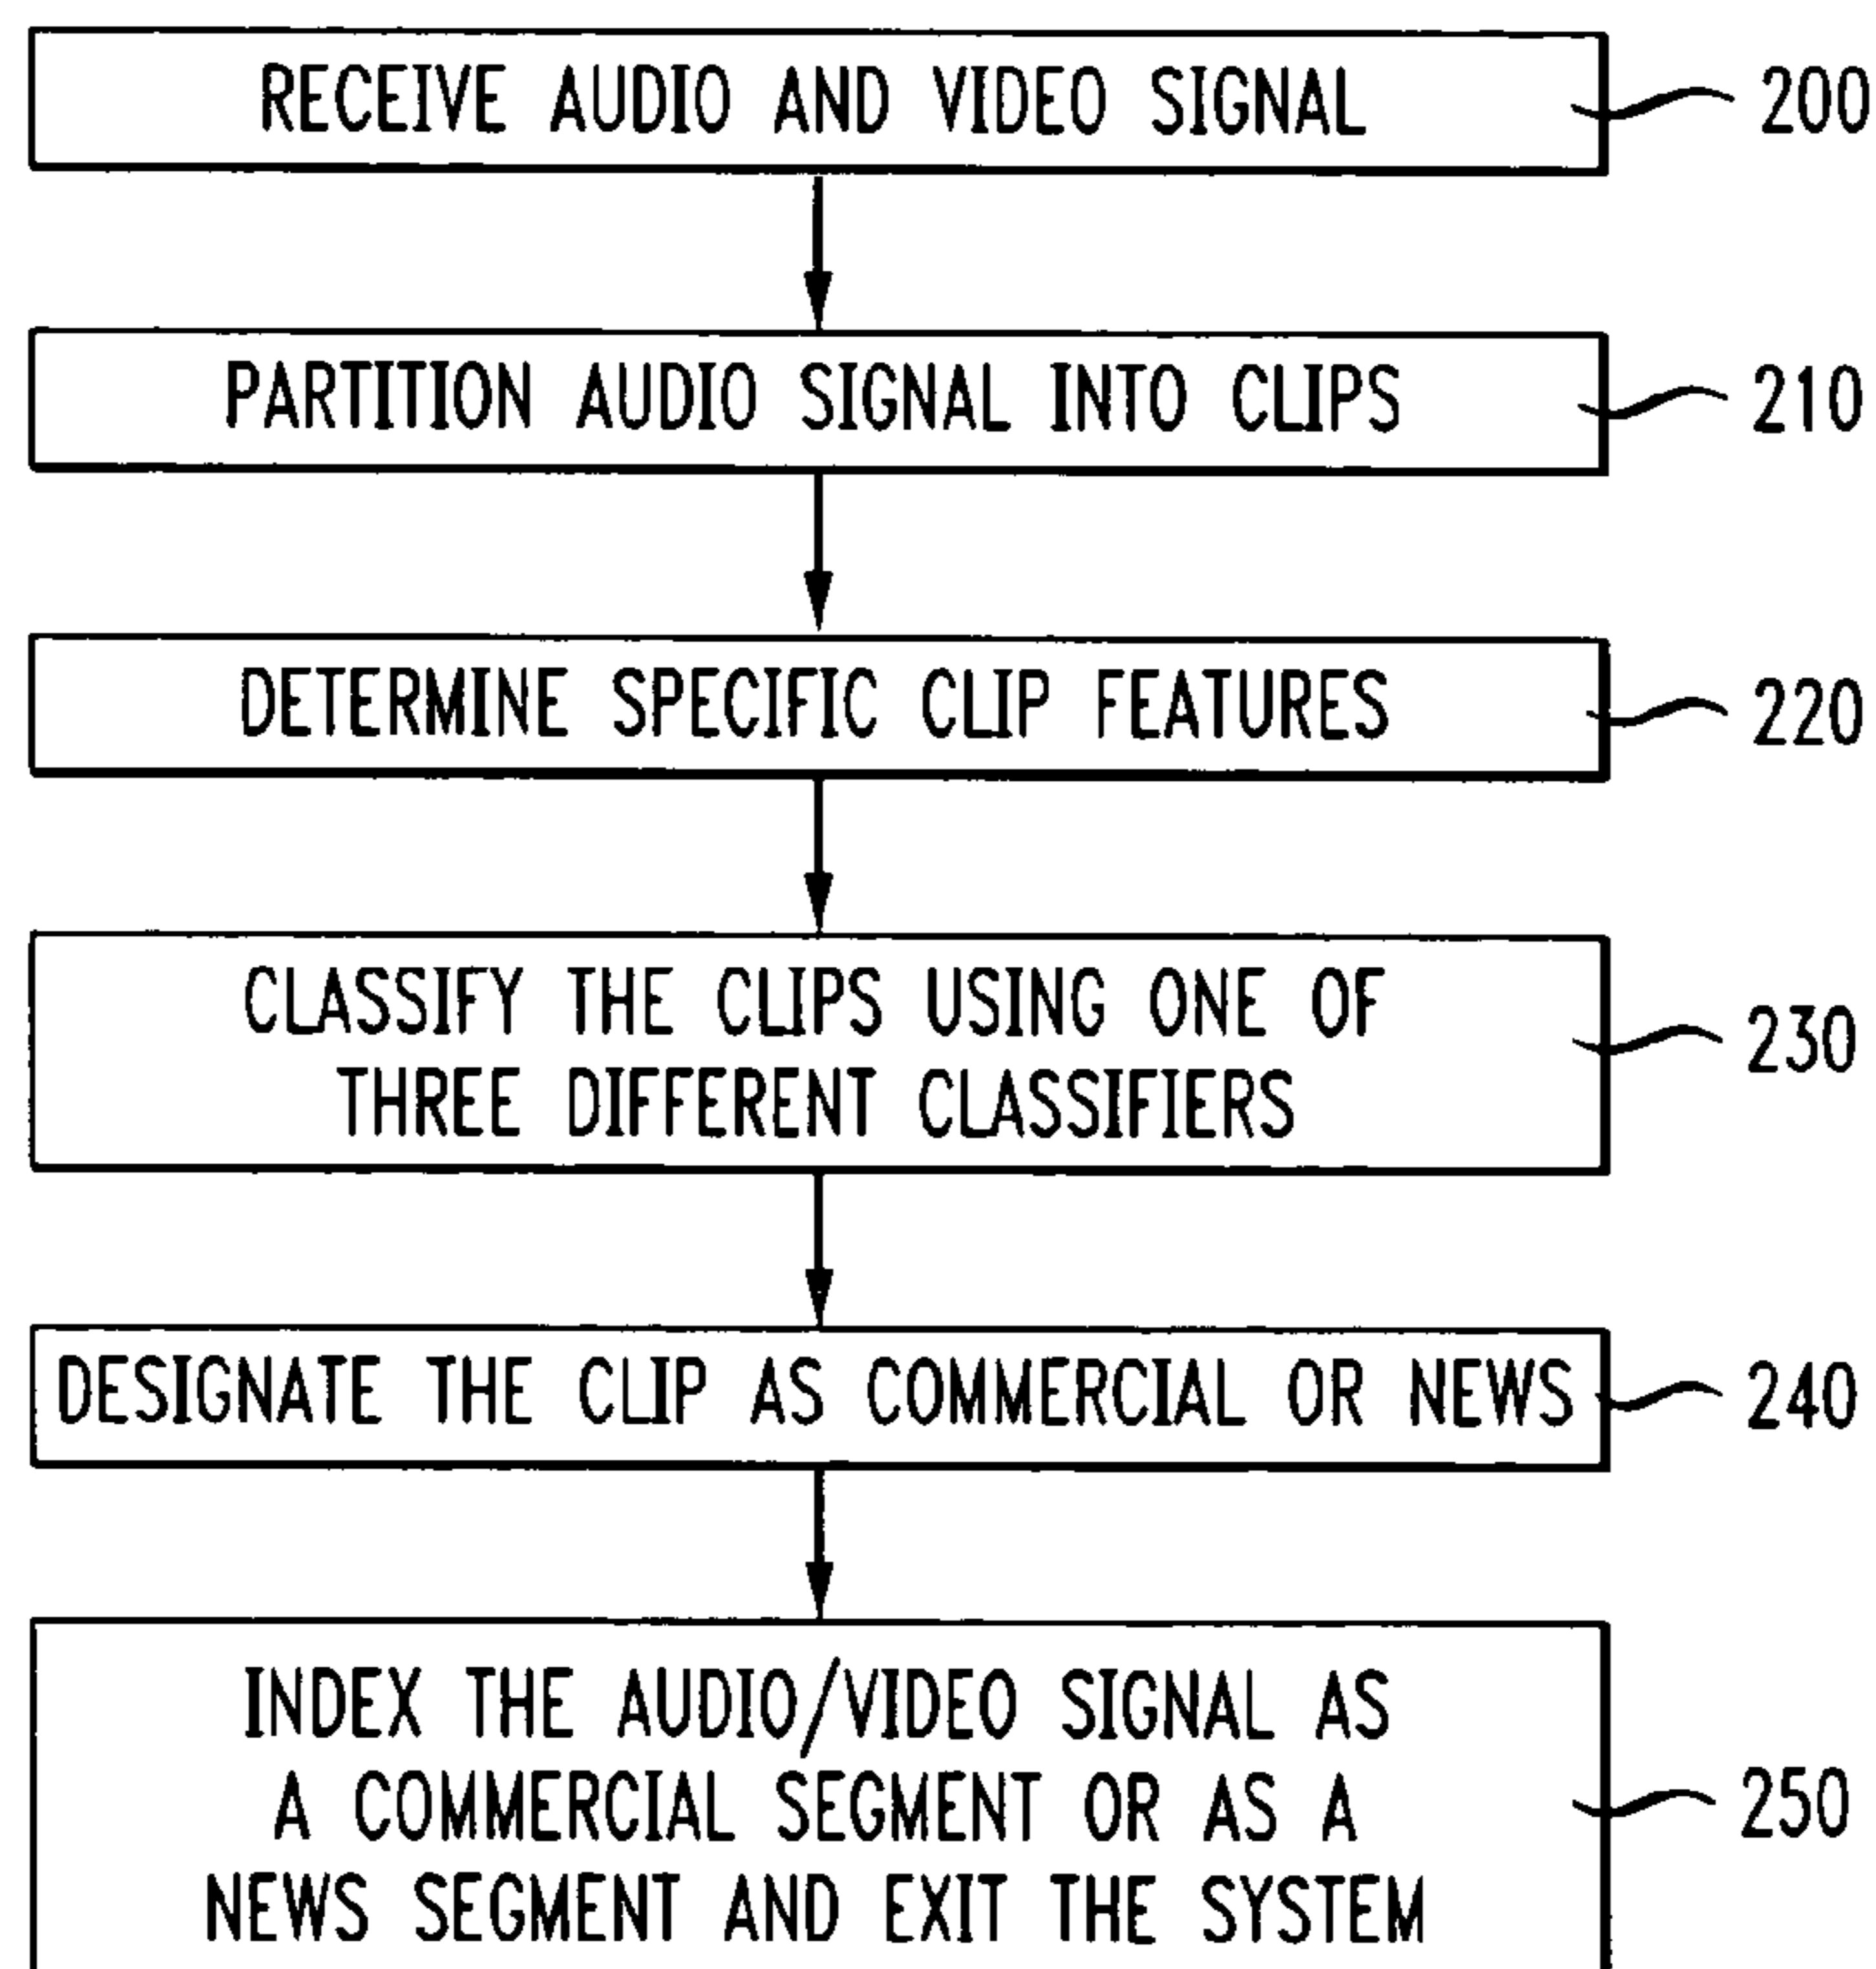 RECEIVE AUDIO AND VIDEO SIGNAL
200
PARTITION AUDIO SIGNAL INTO CLIPS
210
DETERMINE SPECIFIC CLIP FEATURES
220
CLASSIFY THE CLIPS USING ONE OF
THREE DIFFERENT CLASSIFIERS
230
DESIGNATE THE CLIP AS COMMERCIAL OR NEWS
240
INDEX THE AUDIO/VIDEO SIGNAL AS
A COMMERCIAL SEGMENT OR AS A
NEWS SEGMENT AND EXIT THE SYSTEM
250